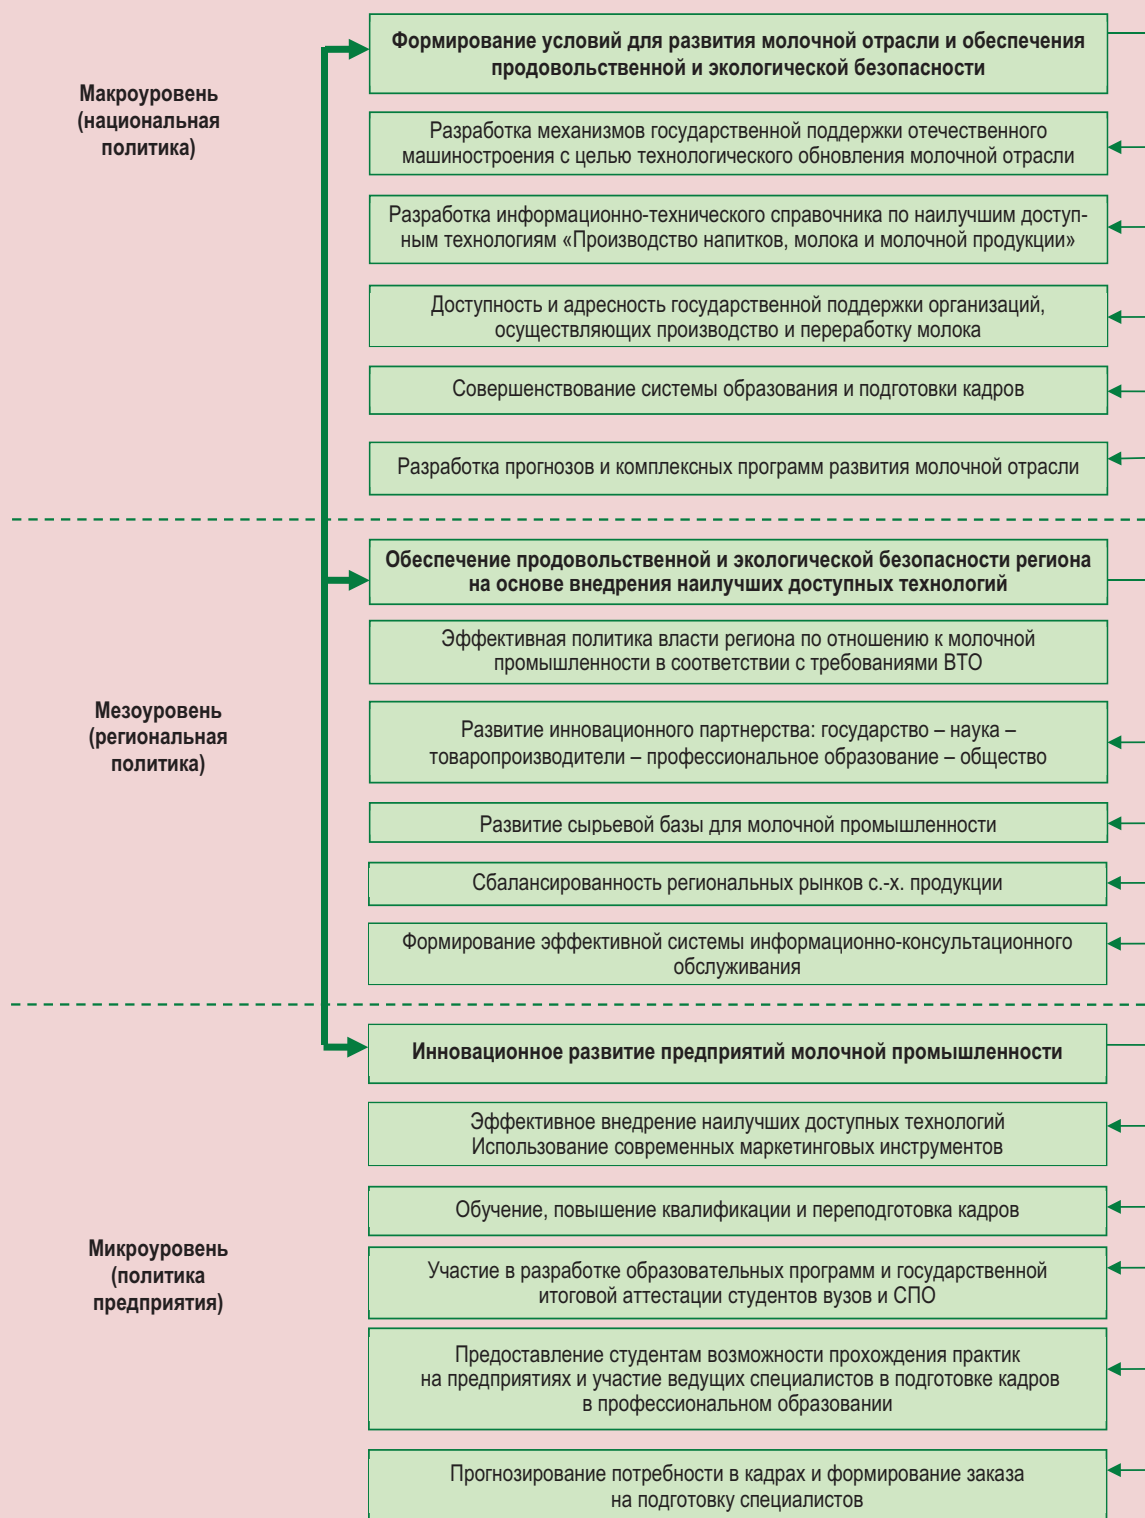 Макроуровень
(национальная
политика)
Формирование условий для развития молочной отрасли и обеспечения
продовольственной и экологической безопасности
Разработка механизмов государственной поддержки отечественного
машиностроения с целью технологического обновления молочной отрасли
Разработка информационно-технического справочника по наилучшим доступ-
ным технологиям «Производство напитков, молока и молочной продукции»
Доступность и адресность государственной поддержки организаций,
осуществляющих производство и переработку молока
Совершенствование системы образования и подготовки кадров
Разработка прогнозов и комплексных программ развития молочной отрасли
Мезоуровень
(региональная
политика)
Обеспечение продовольственной и экологической безопасности региона
на основе внедрения наилучших доступных технологий
Эффективная политика власти региона по отношению к молочной
промышленности в соответствии с требованиями ВТО
Развитие инновационного партнерства: государство – наука –
товаропроизводители – профессиональное образование – общество
Развитие сырьевой базы для молочной промышленности
Сбалансированность региональных рынков с.-х. продукции
Формирование эффективной системы информационно-консультационного
обслуживания
Микроуровень
(политика
предприятия)
Инновационное развитие предприятий молочной промышленности
Эффективное внедрение наилучших доступных технологий
Использование современных маркетинговых инструментов
Обучение, повышение квалификации и переподготовка кадров
Участие в разработке образовательных программ и государственной
итоговой аттестации студентов вузов и СПО
Предоставление студентам возможности прохождения практик
на предприятиях и участие ведущих специалистов в подготовке кадров
в профессиональном образовании
Прогнозирование потребности в кадрах и формирование заказа
на подготовку специалистов